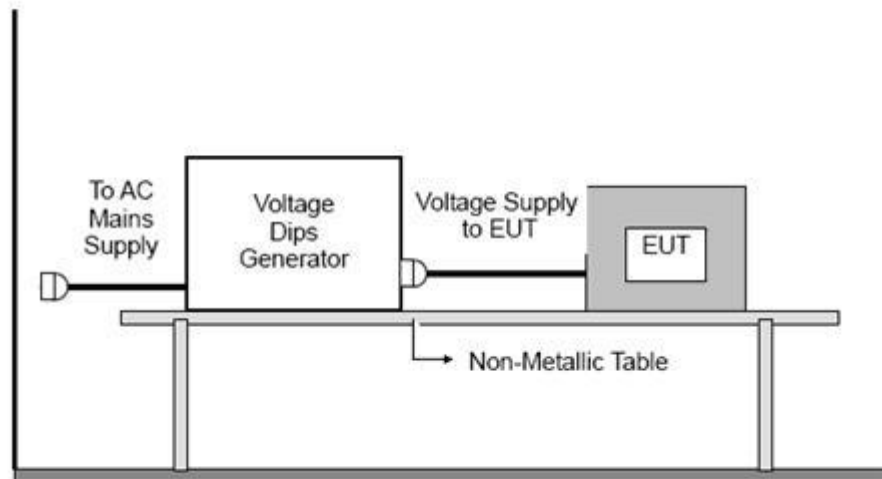 To AC
Mains
Supply
Voltage
Dips
Generator
Voltage Supply
to EUT
EUT
Non-Metallic Table